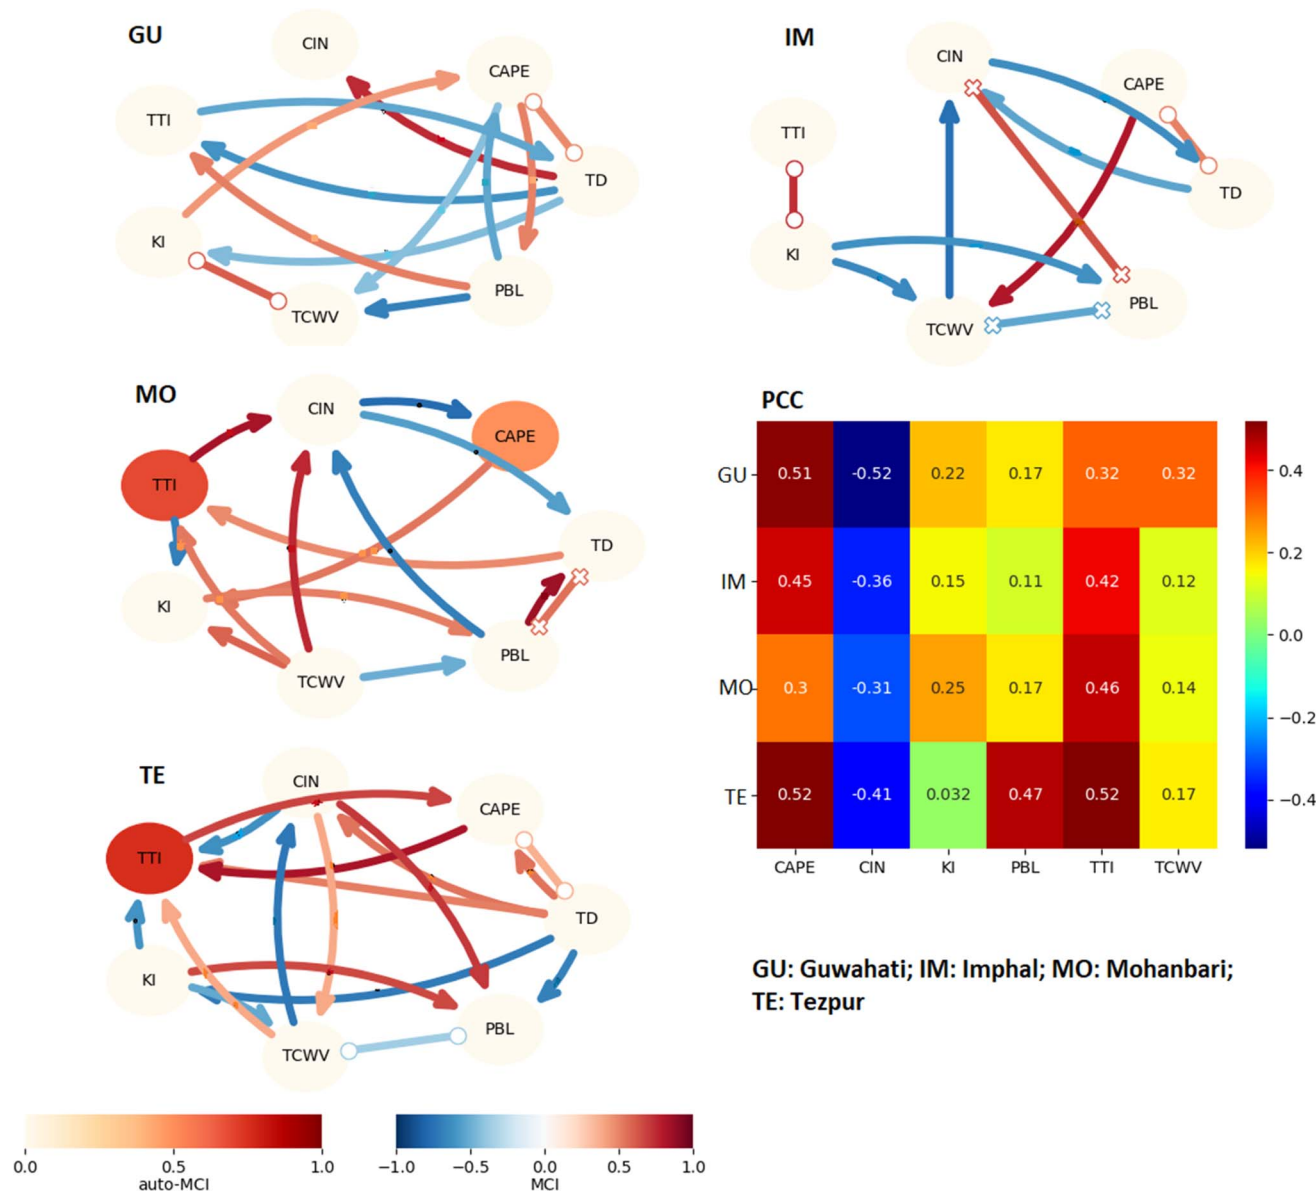 GU
CIN
CAPE
TTI
TD
KI
PBL
TCWV
IM
CIN
CAPE
TTI
TD
KI
PBL
TCWV
MO
CIN
CAPE
TTI
TD
KI
PBL
TCWV
PCC
GU 0.51 -0.52 0.22 0.17 0.32 0.32
IM 0.45 -0.36 0.15 0.11 0.42 0.12
MO 0.3 -0.31 0.25 0.17 0.46 0.14
TE 0.52 -0.41 0.032 0.47 0.52 0.17
CAPE CIN KI PBL TTI TCWV
0.4
0.2
0.0
−0.2
−0.4
TE
CIN
CAPE
TTI
TD
KI
PBL
TCWV
GU: Guwahati; IM: Imphal; MO: Mohanbari;
TE: Tezpur
0.0 0.5 1.0
auto-MCI
−1.0 −0.5 0.0 0.5 1.0
MCI